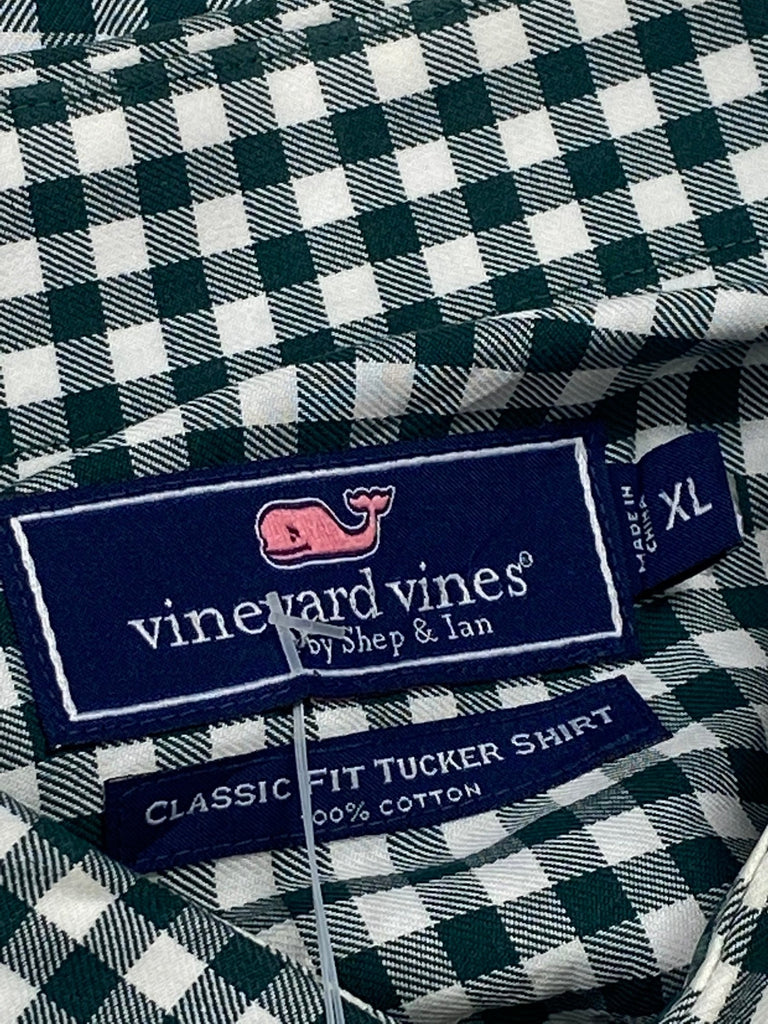 vineyard vines®
by Shep & Ian
MADE IN
CHINA
XL
CLASSIC FIT TUCKER SHIRT
100% COTTON